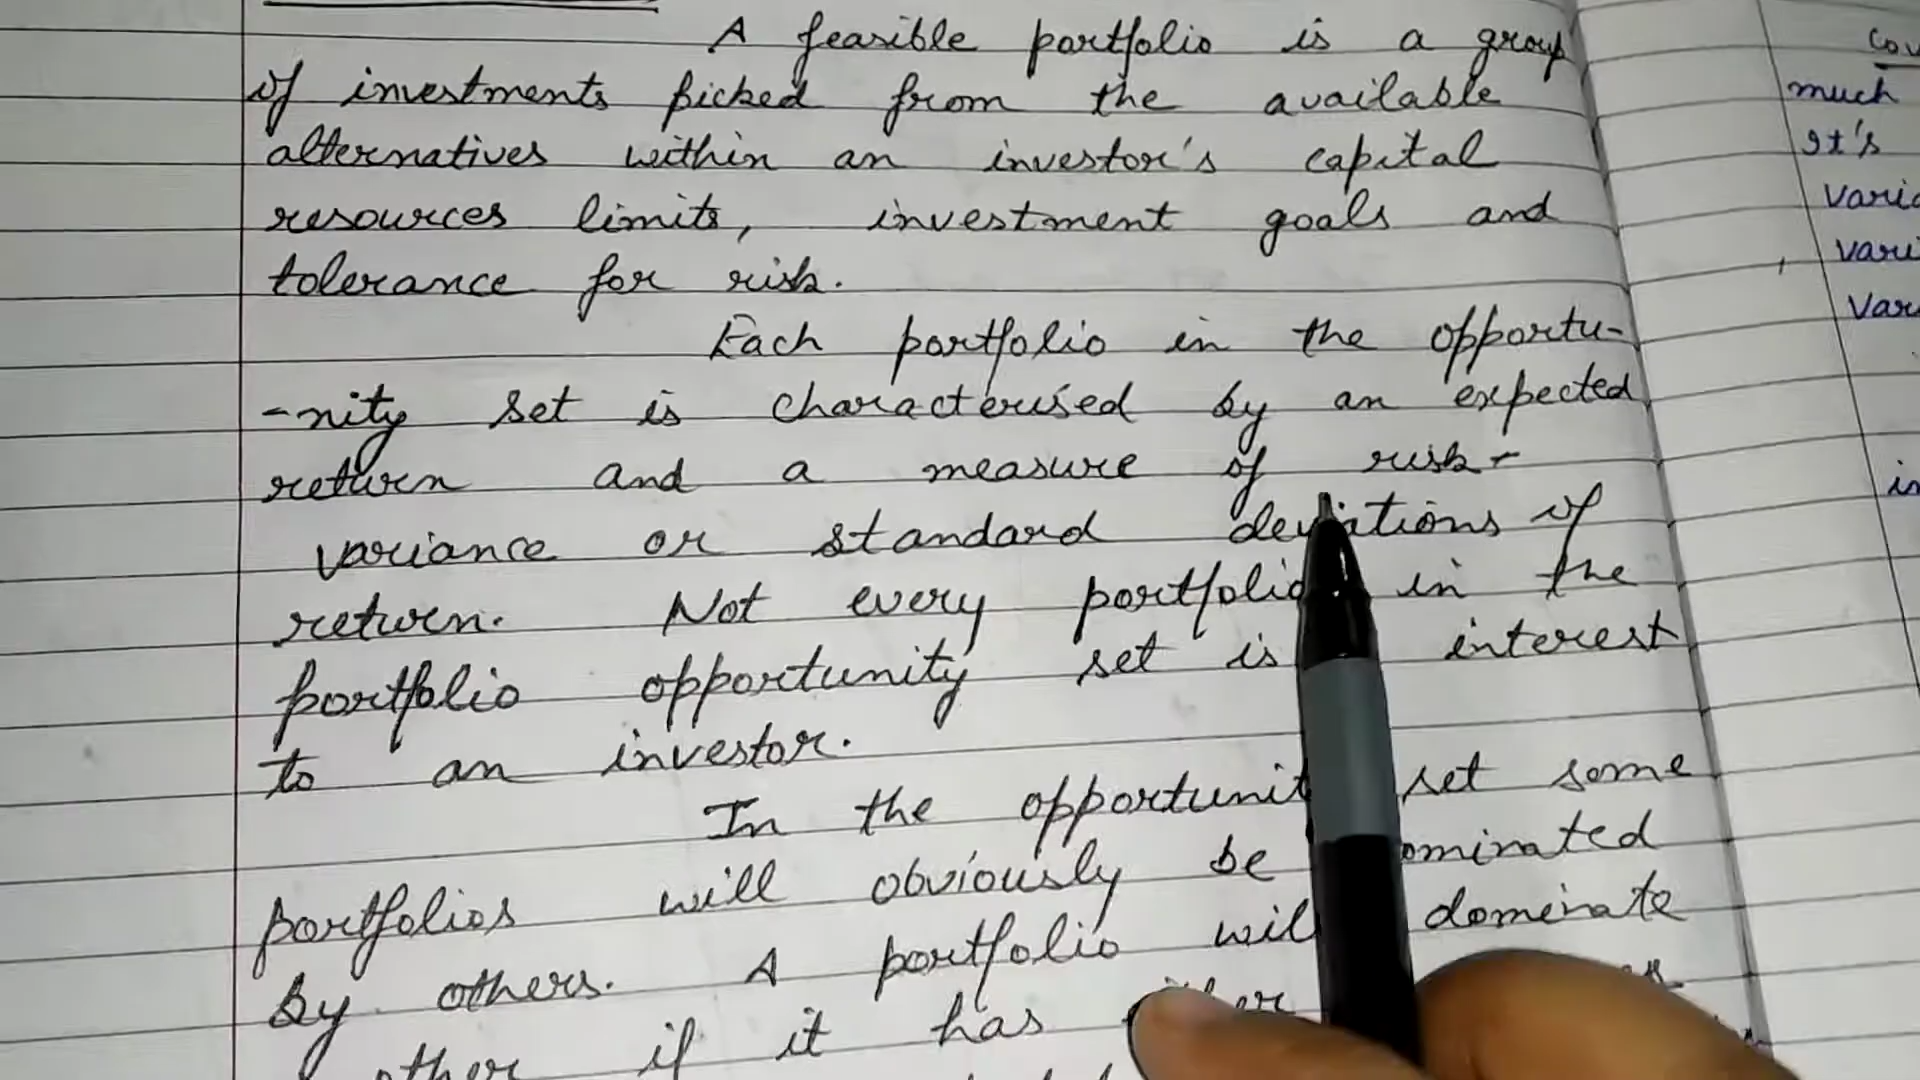 A feasible portfolio is a group
of investments picked from the available
alternatives within an investor's capital
resources limits, investment goals and
tolerance for risk.
Each portfolio in the opportu-
-nity set is characterised by an expected
return and a measure of risk-
variance or standard deviations of
return. Not every portfolio in the
portfolio opportunity set is interest
to an investor.
In the opportunit set some
portfolios will obviously be ominated
by others. A portfolio will dominate
other if it has
much
It's
in